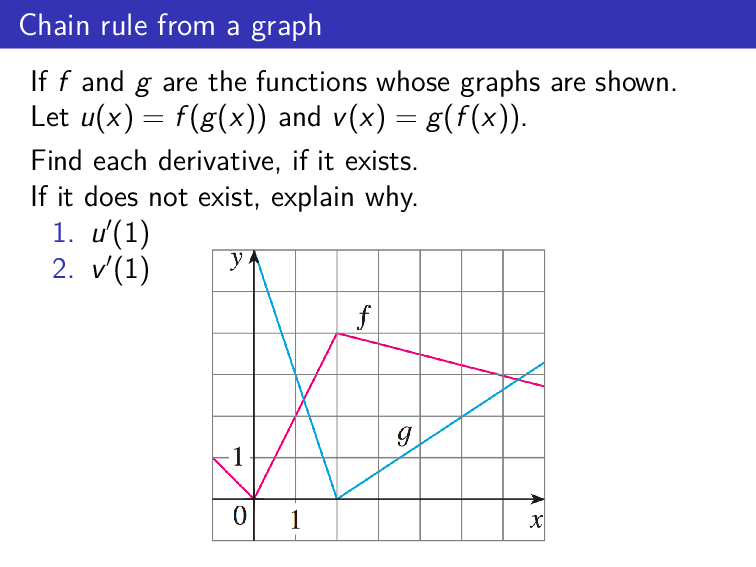 Chain rule from a graph
If f and g are the functions whose graphs are shown.
Let u(x) = f(g(x)) and v(x) = g(f(x)).
Find each derivative, if it exists.
If it does not exist, explain why.
1. u′(1)
2. v′(1)
y
f
g
1
0
1
x